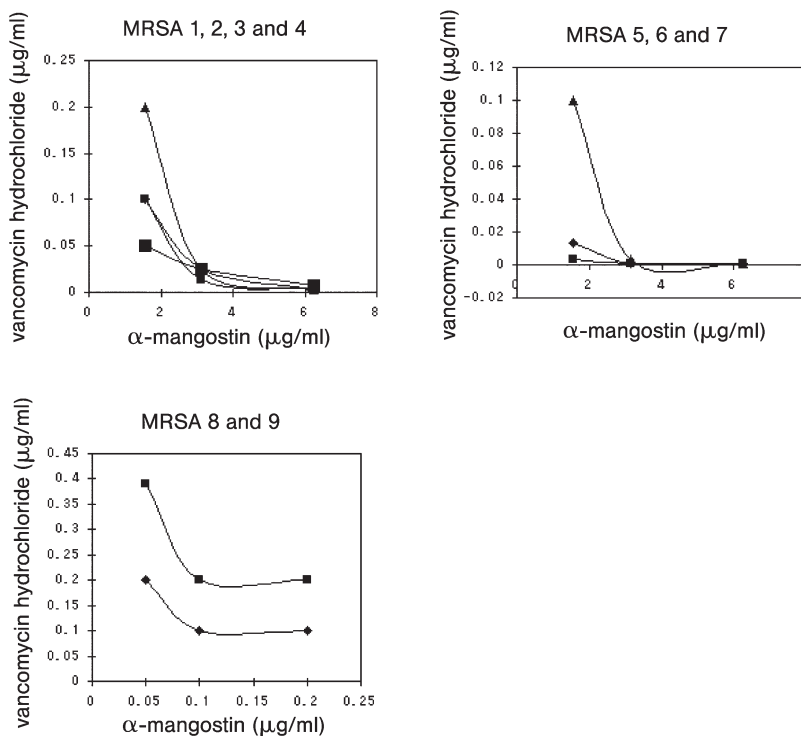 MRSA 1, 2, 3 and 4
vancomycin hydrochloride (μg/ml)
0.25
0.2
0.15
0.1
0.05
0
0 2 4 6 8
α-mangostin (μg/ml)
MRSA 5, 6 and 7
vancomycin hydrochloride (μg/ml)
0.12
0.1
0.08
0.06
0.04
0.02
0
-0.02
0 2 4 6
α-mangostin (μg/ml)
MRSA 8 and 9
vancomycin hydrochloride (μg/ml)
0.45
0.4
0.35
0.3
0.25
0.2
0.15
0.1
0.05
0
0 0.05 0.1 0.15 0.2 0.25
α-mangostin (μg/ml)